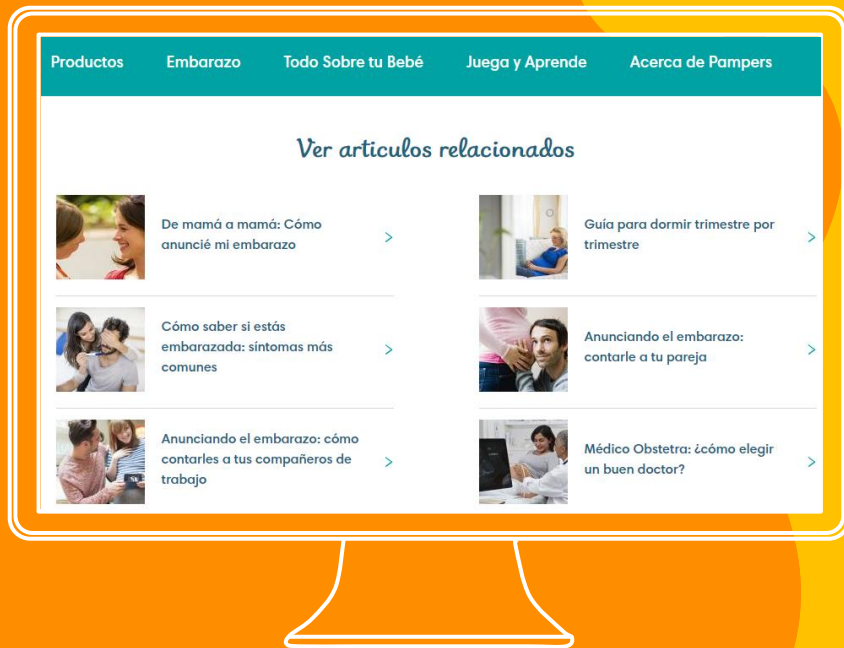 Productos Embarazo Todo Sobre tu Bebé Juega y Aprende Acerca de Pampers
Ver articulos relacionados
De mamá a mamá: Cómo
anuncié mi embarazo
Guía para dormir trimestre por
trimestre
Cómo saber si estás
embarazada: síntomas más
comunes
Anunciando el embarazo:
contarle a tu pareja
Anunciando el embarazo: cómo
contarles a tus compañeros de
trabajo
Médico Obstetra: ¿cómo elegir
un buen doctor?